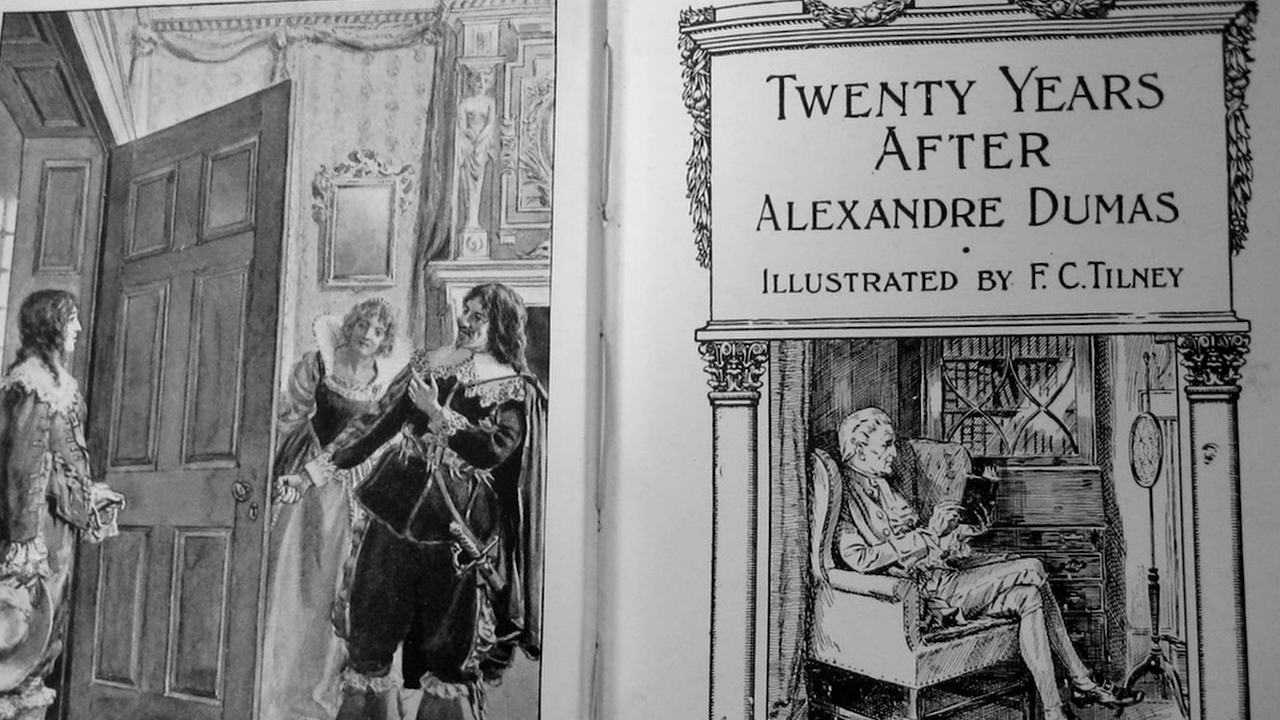 TWENTY YEARS
AFTER
ALEXANDRE DUMAS
ILLUSTRATED BY F. C. TILNEY